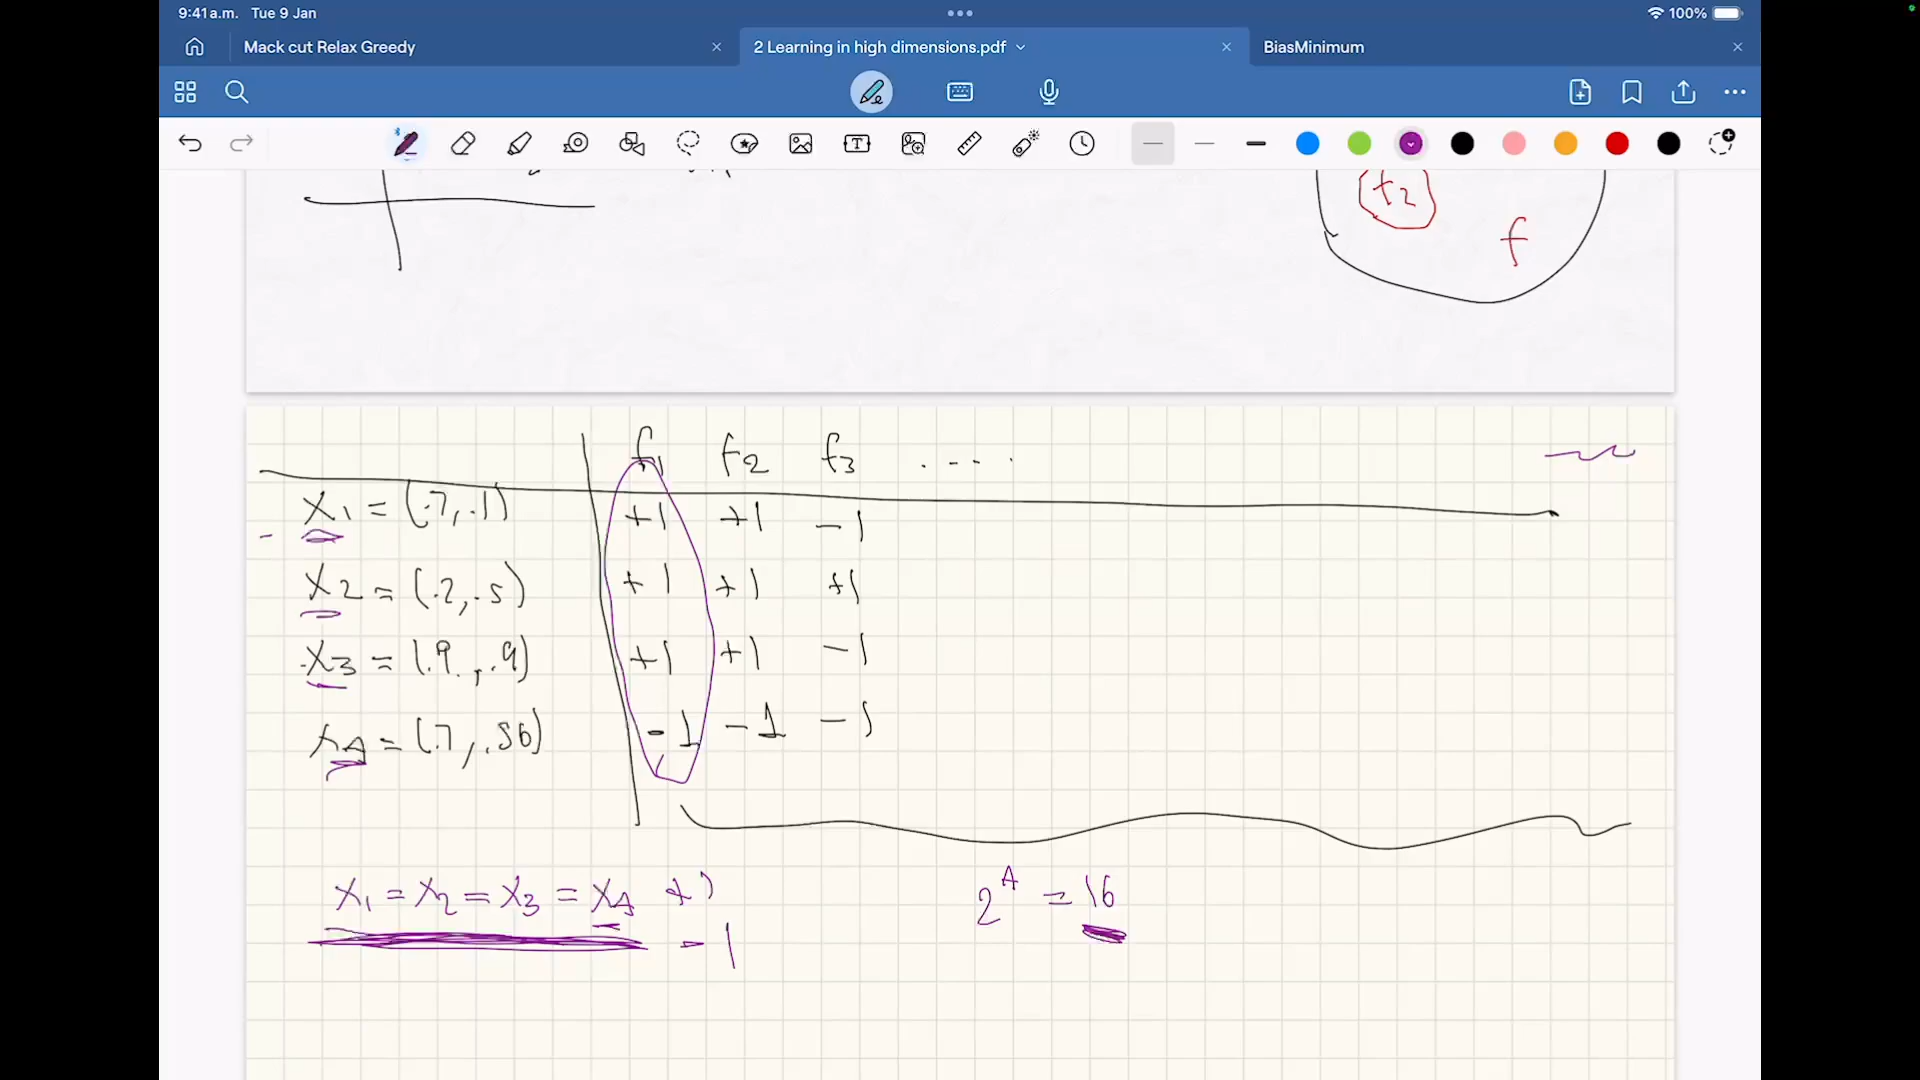 9:41 a.m. Tue 9 Jan
100%
Mack cut Relax Greedy
2 Learning in high dimensions.pdf
BiasMinimum
f2
f
f1 f2 f3 ....
x1 = (.7, .1) +1 +1 -1
x2 = (.2, .5) +1 +1 +1
x3 = (.9, .9) +1 +1 -1
x4 = (.7, .56) -1 -1 -1
x1 = x2 = x3 = x4 +1
-1
2^4 = 16